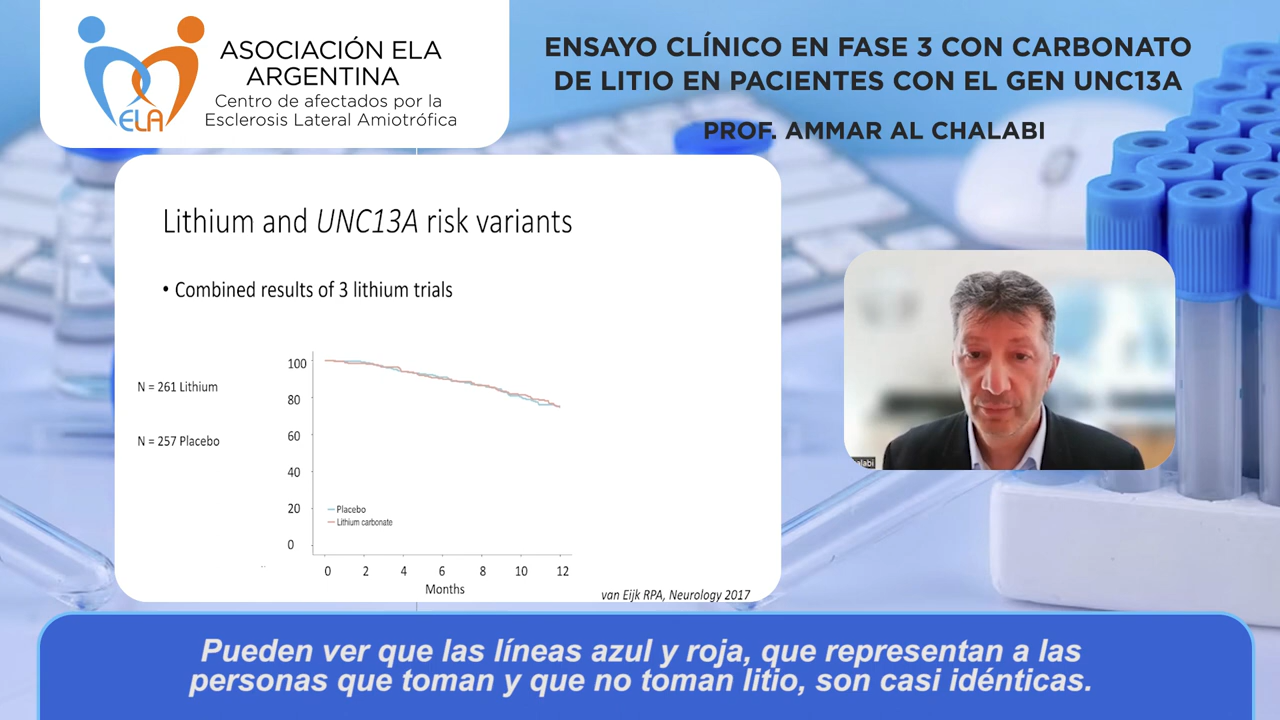 ASOCIACIÓN ELA
ARGENTINA
Centro de afectados por la
Esclerosis Lateral Amiotrófica
ELA
ENSAYO CLÍNICO EN FASE 3 CON CARBONATO
DE LITIO EN PACIENTES CON EL GEN UNC13A
PROF. AMMAR AL CHALABI
Lithium and UNC13A risk variants
• Combined results of 3 lithium trials
N = 261 Lithium
N = 257 Placebo
100
80
60
40
20
0
Placebo
Lithium carbonate
0 2 4 6 8 10 12
Months
van Eijk RPA, Neurology 2017
alabi
Pueden ver que las líneas azul y roja, que representan a las
personas que toman y que no toman litio, son casi idénticas.